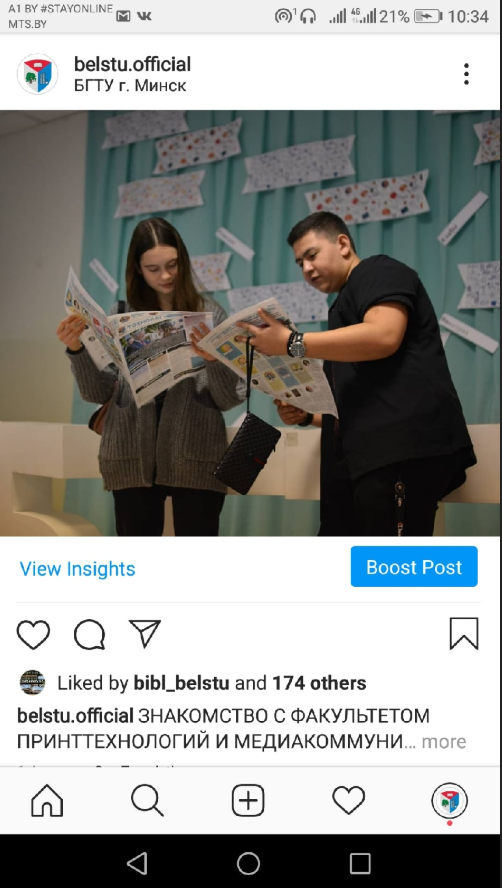 A1 BY #STAYONLINE
MTS.BY
21% 10:34
belstu.official
БГТУ г. Минск
View Insights
Boost Post
Liked by bibl_belstu and 174 others
belstu.official ЗНАКОМСТВО С ФАКУЛЬТЕТОМ
ПРИНТТЕХНОЛОГИЙ И МЕДИАКОММУНИ... more